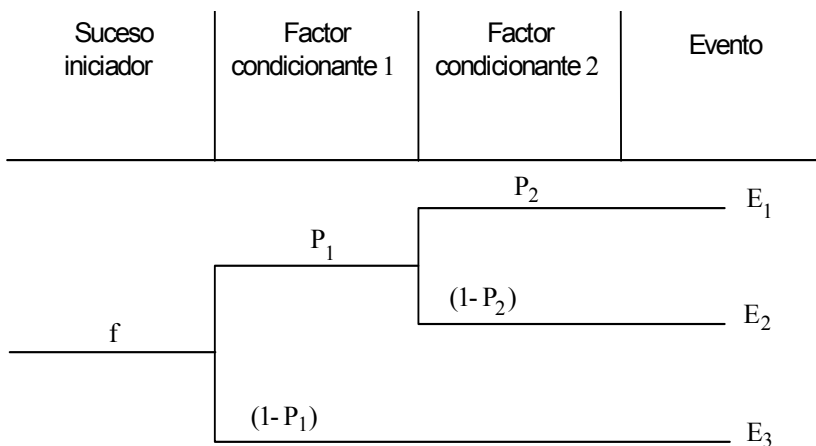 Suceso
iniciador
Factor
condicionante 1
Factor
condicionante 2
Evento
P2
E1
P1
(1-P2)
E2
f
(1-P1)
E3